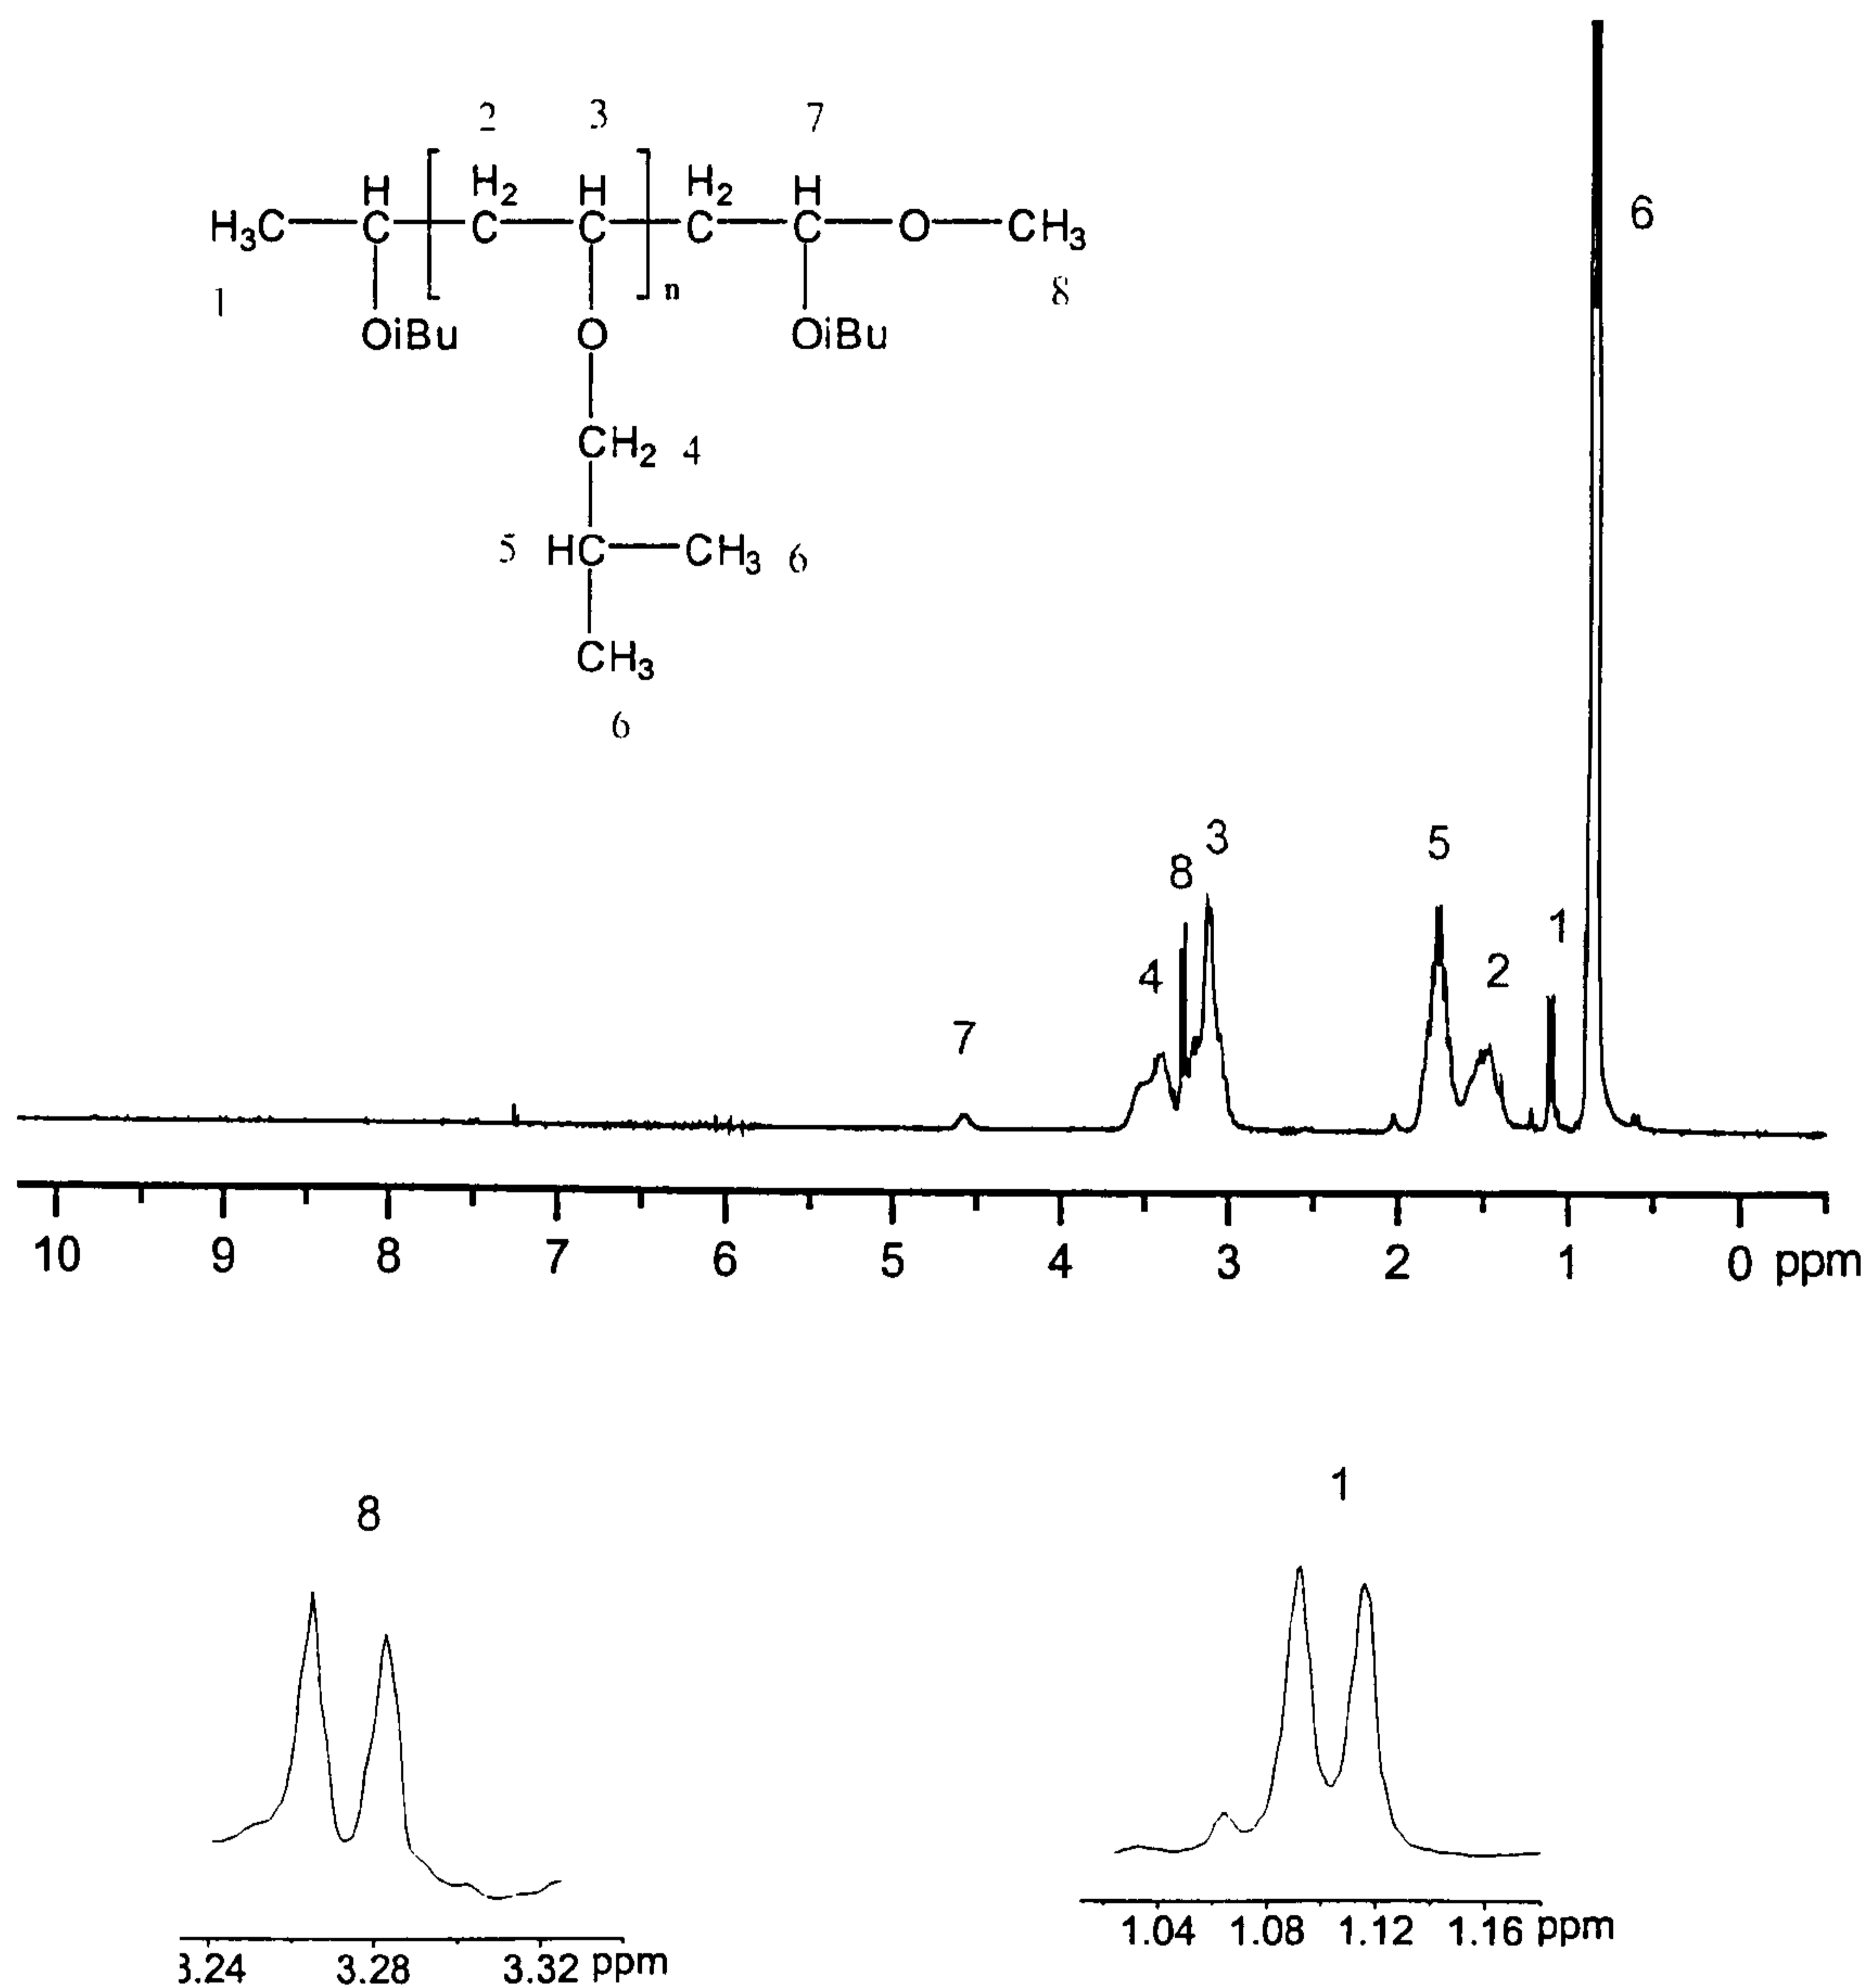 2 3 7
H H₂ H H₂ H
H₃C C C C C C O CH₃
1 n 8
OiBu O OiBu
CH₂ 4
5 HC CH₃ 6
CH₃
6
6
3
8 5
1
4 2
7
10 9 8 7 6 5 4 3 2 1 0 ppm
8 1
3.24 3.28 3.32 ppm 1.04 1.08 1.12 1.16 ppm